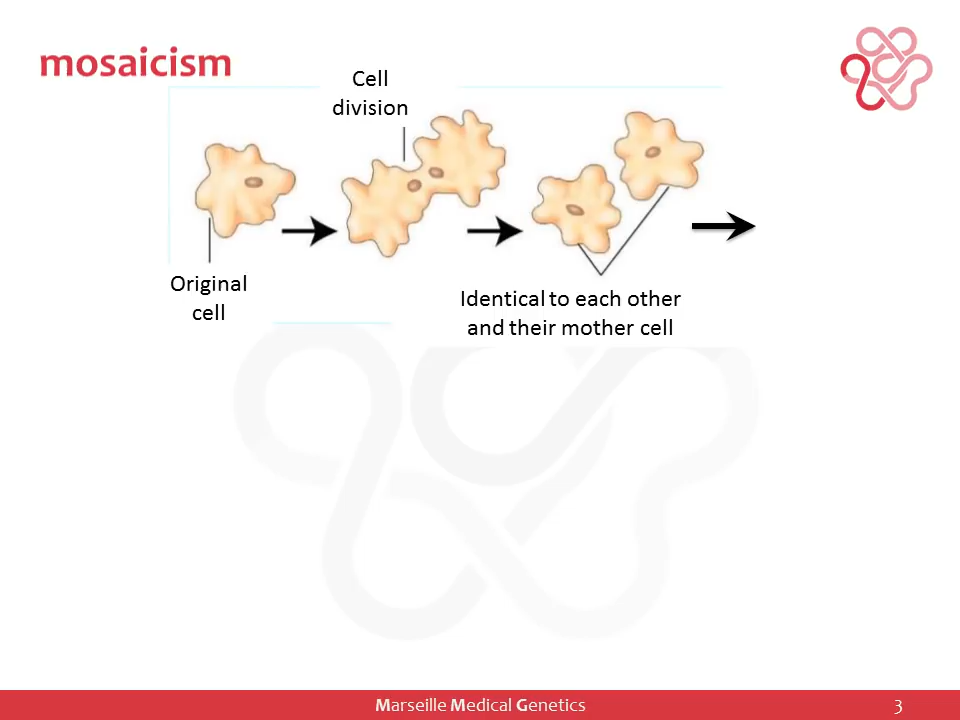 mosaicism
Cell
division
Original
cell
Identical to each other
and their mother cell
Marseille Medical Genetics
3